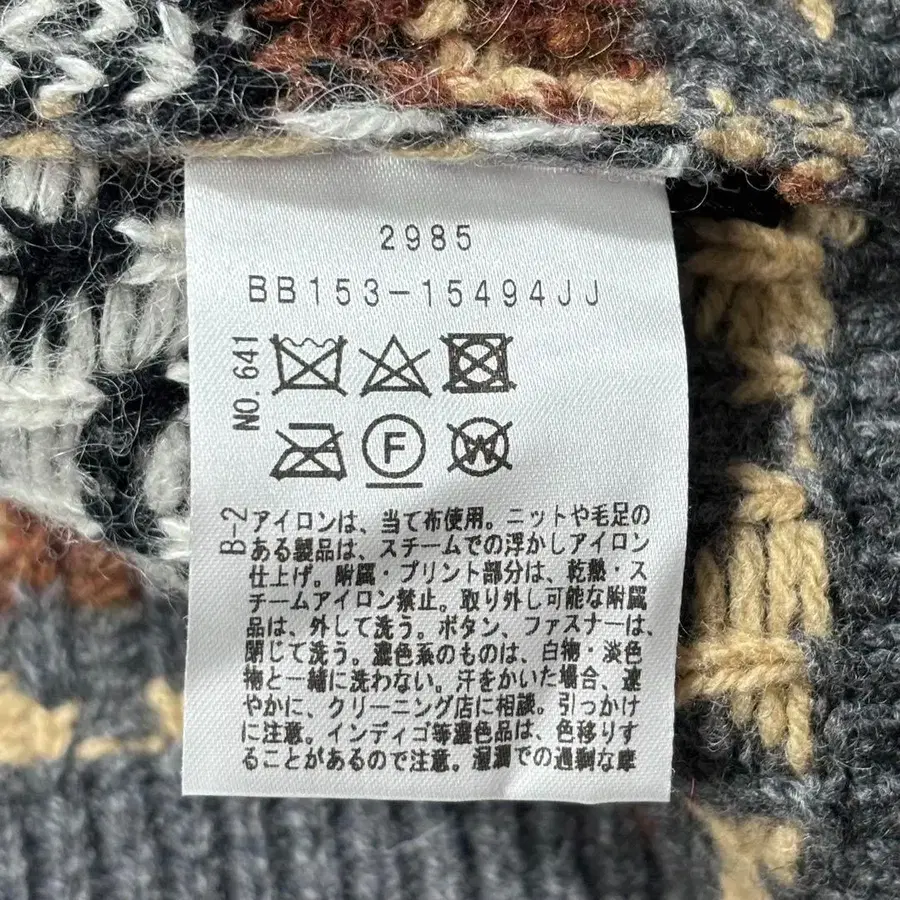 2985
BB153-15494JJ
NO.641
F
W
B-2
アイロンは、当て布使用。ニットや毛足の
ある製品は、スチームでの浮かしアイロン
仕上げ。附属・プリント部分は、乾熱・ス
チームアイロン禁止。取り外し可能な附属
品は、外して洗う。ボタン、ファスナーは、
閉じて洗う。濃色系のものは、白物・淡色
物と一緒に洗わない。汗をかいた場合、速
やかに、クリーニング店に相談。引っかけ
に注意。インディゴ等濃色品は、色移りす
ることがあるので注意。湿潤での過剰な摩